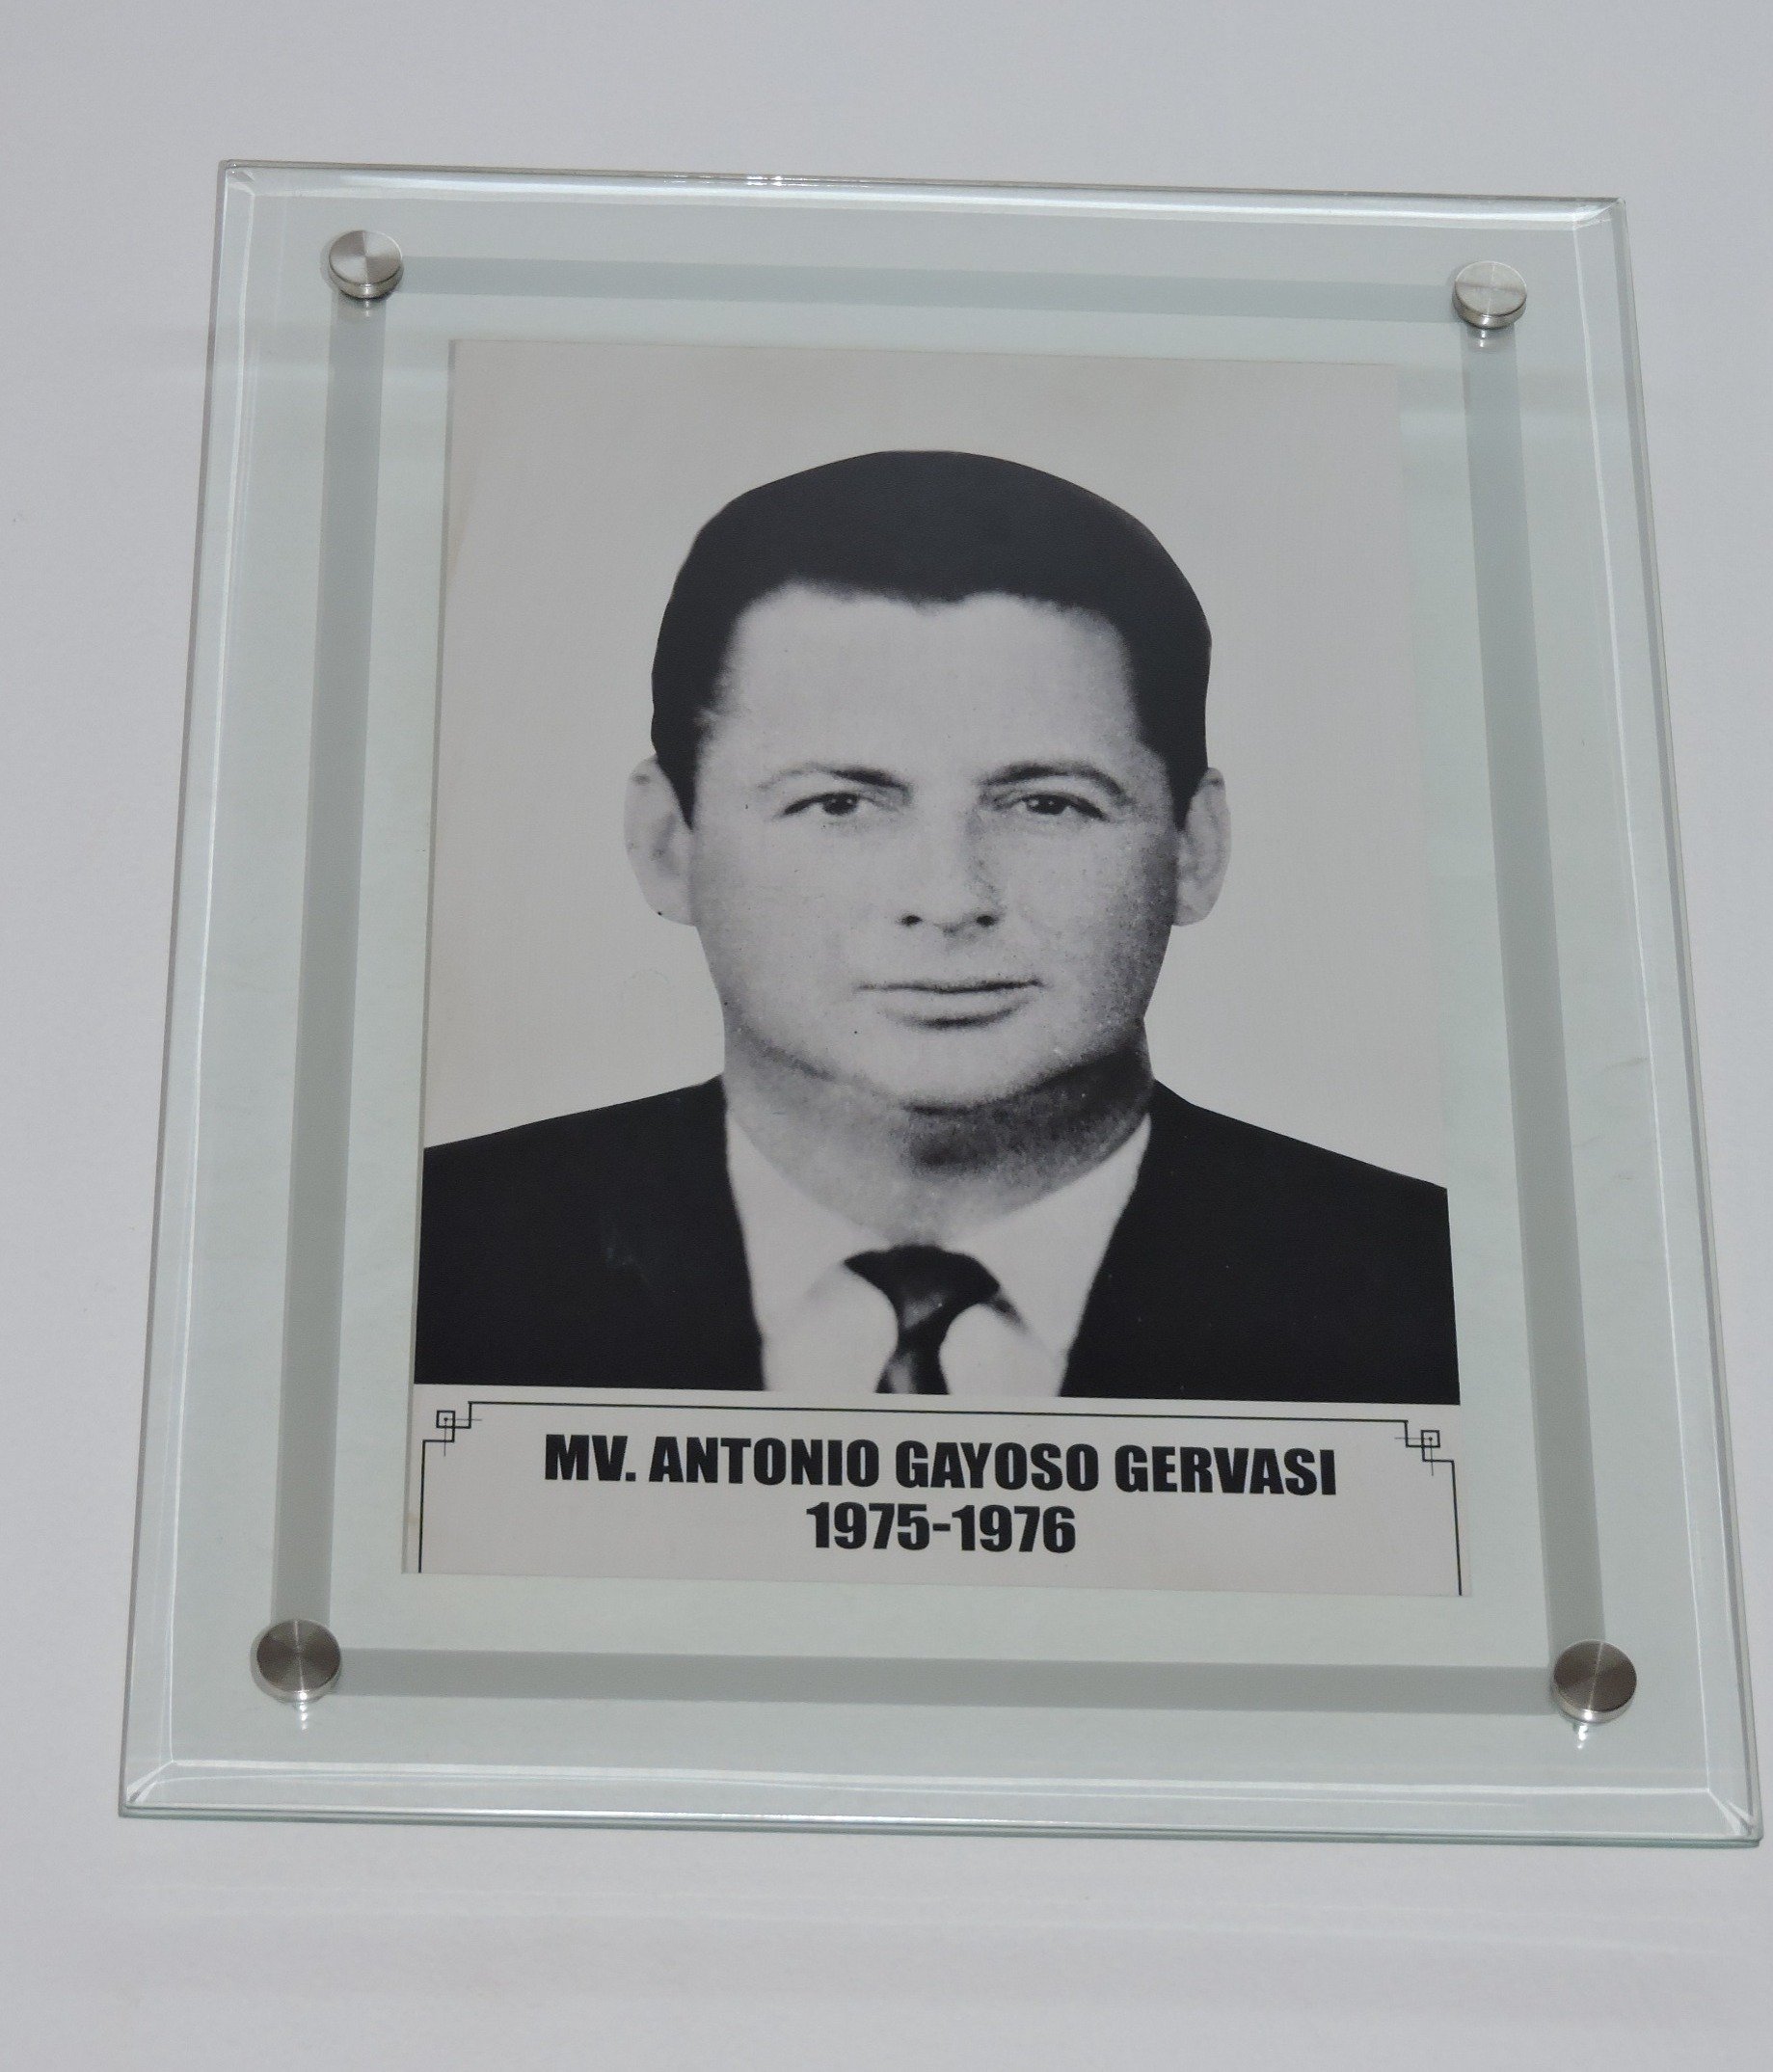 MV. ANTONIO GAYOSO GERVASI
1975-1976